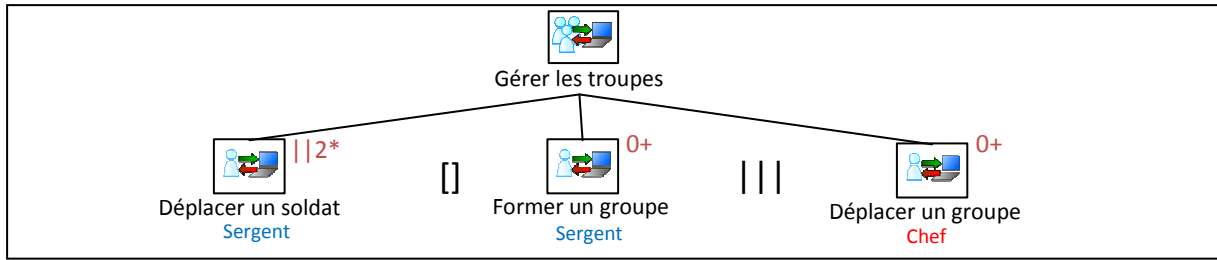 Gérer les troupes
||2*
[]
0+
|||
0+
Déplacer un soldat
Former un groupe
Déplacer un groupe
Sergent
Sergent
Chef